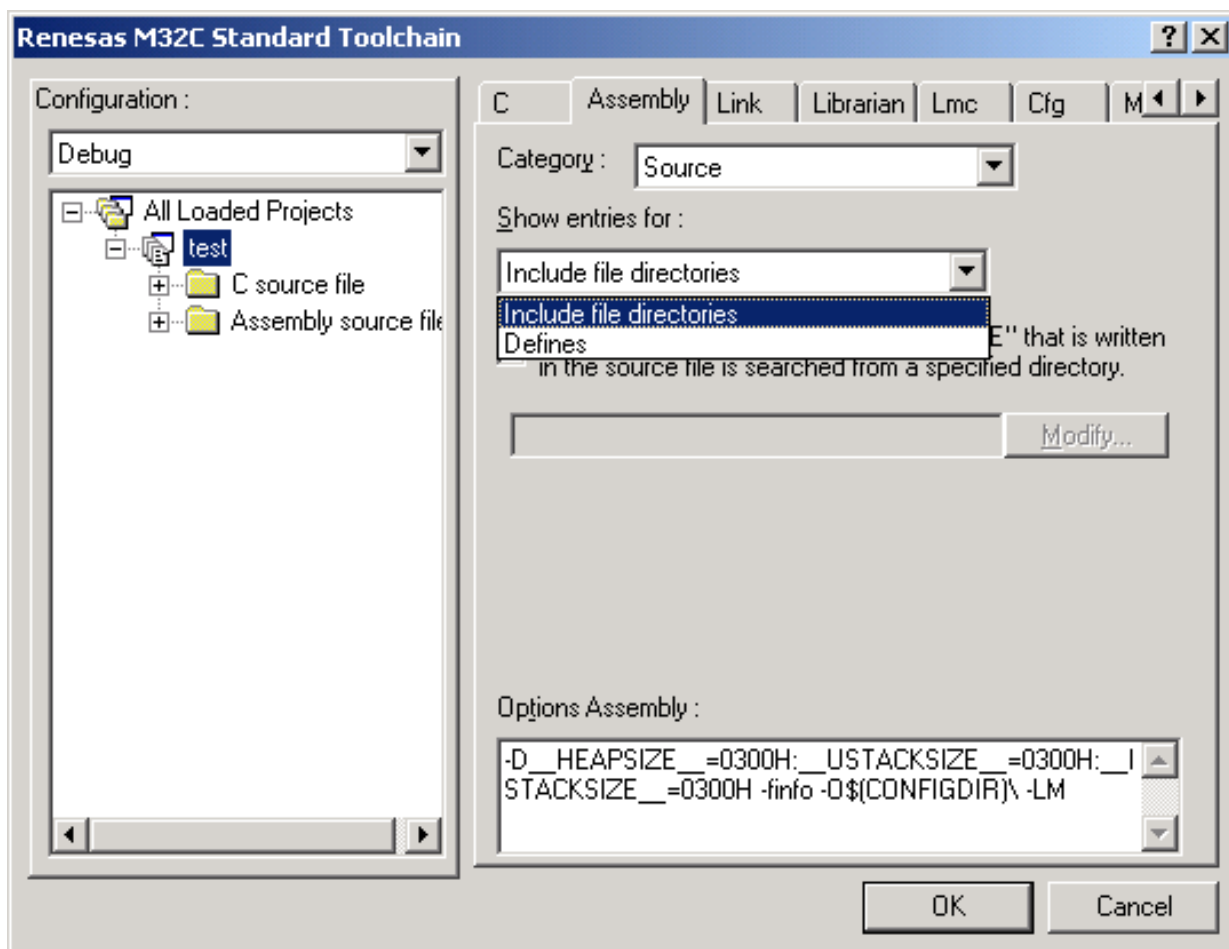 Renesas M32C Standard Toolchain
Configuration :
Debug
All Loaded Projects
test
C source file
Assembly source file
C Assembly Link Librarian Lmc Cfg M
Category : Source
Show entries for :
Include file directories
Include file directories
Defines
E" that is written
in the source file is searched from a specified directory.
Modify...
Options Assembly :
-D__HEAPSIZE__=0300H:__USTACKSIZE__=0300H:__I
STACKSIZE__=0300H -finfo -O$(CONFIGDIR)\ -LM
OK Cancel